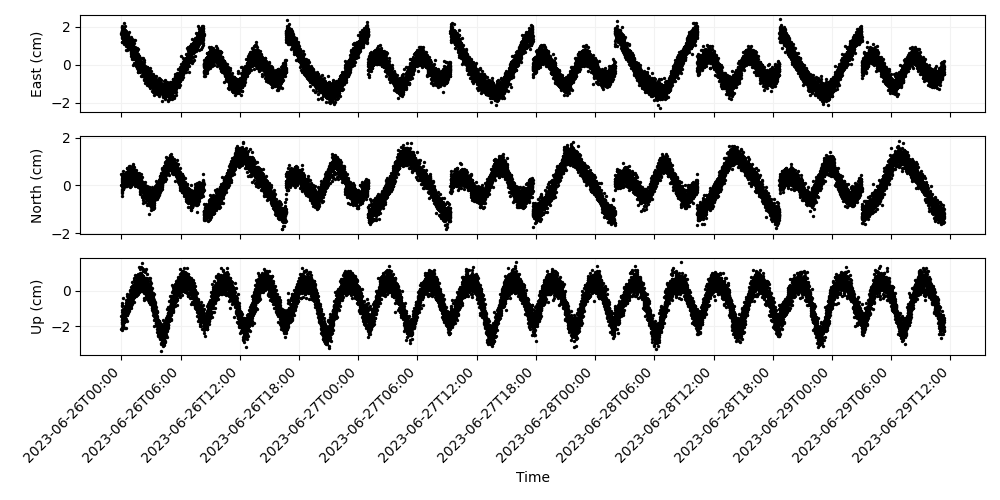 East (cm)
2
0
−2
North (cm)
2
0
−2
Up (cm)
0
−2
2023-06-26T00:00
2023-06-26T06:00
2023-06-26T12:00
2023-06-26T18:00
2023-06-27T00:00
2023-06-27T06:00
2023-06-27T12:00
2023-06-27T18:00
2023-06-28T00:00
2023-06-28T06:00
2023-06-28T12:00
2023-06-28T18:00
2023-06-29T00:00
2023-06-29T06:00
2023-06-29T12:00
Time